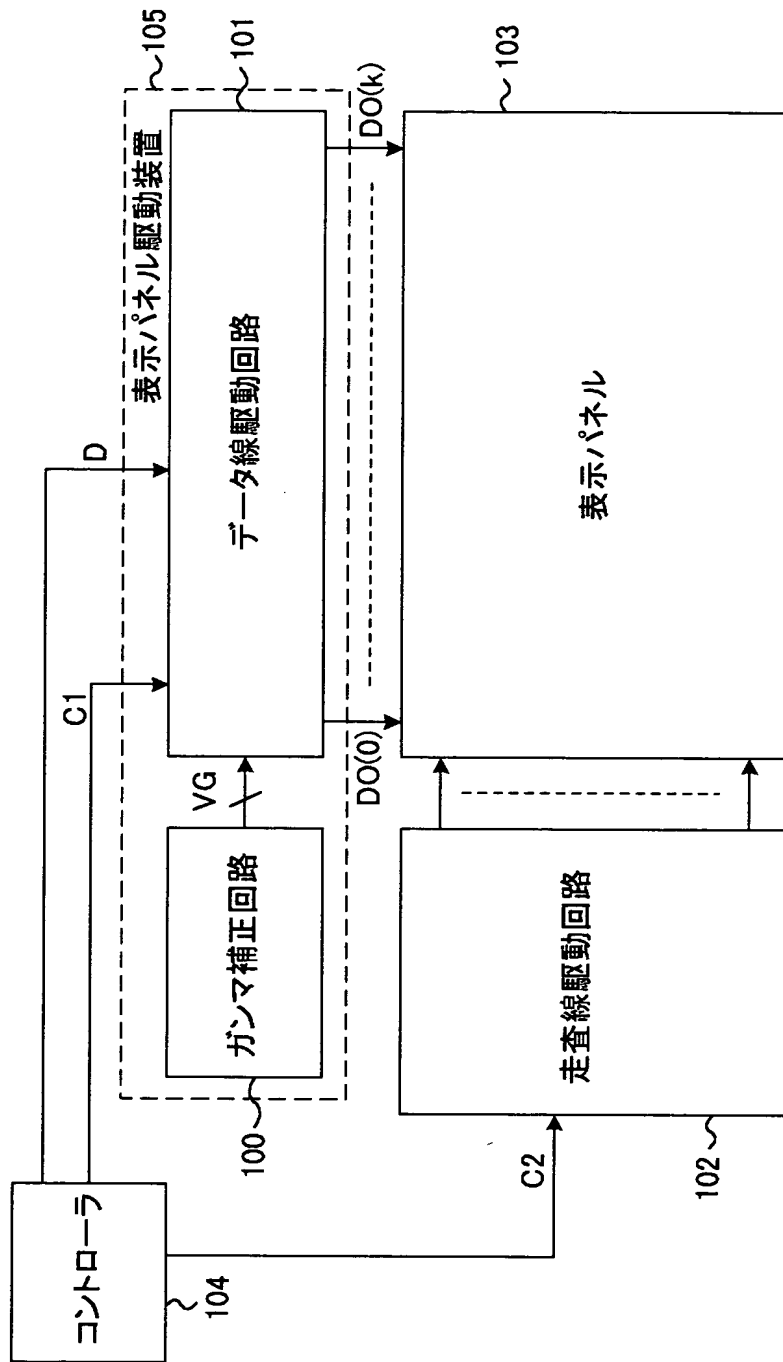 コントローラ
104
C1
D
105
表示パネル駆動装置
ガンマ補正回路
100
VG
データ線駆動回路
101
DO(0)
DO(k)
C2
走査線駆動回路
102
表示パネル
103